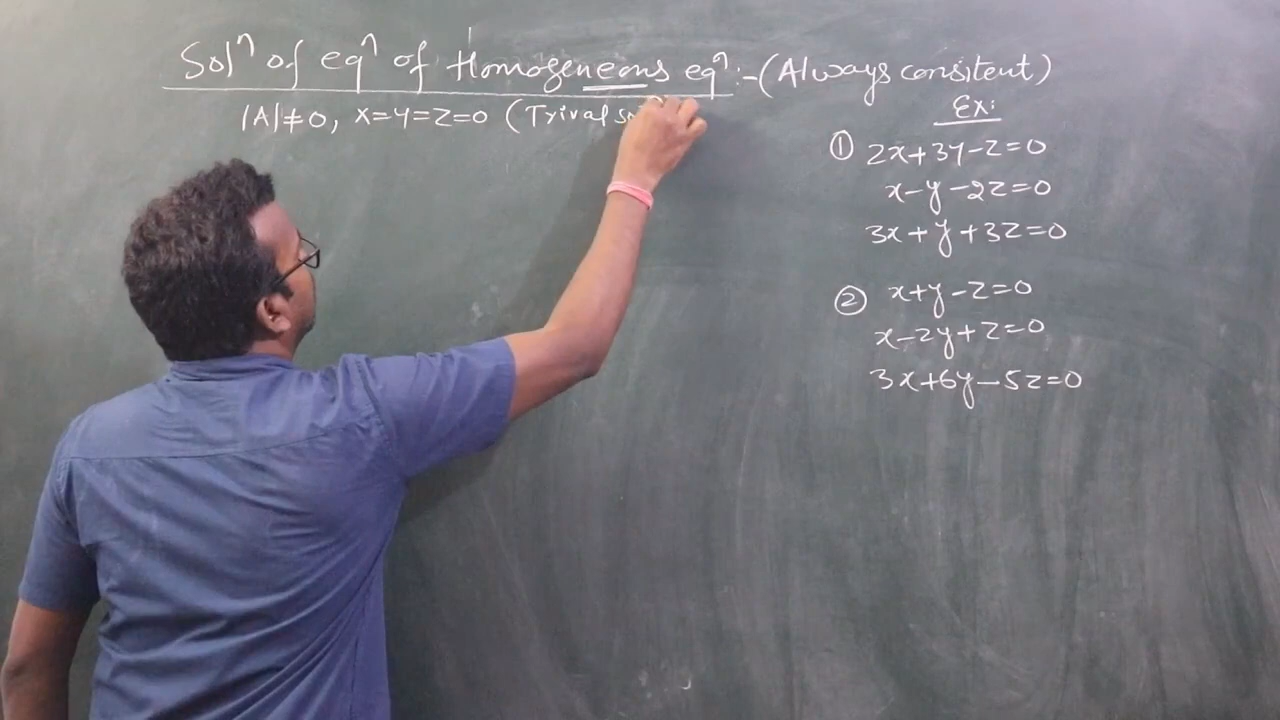 Solⁿ of eqⁿ of Homogeneous eqⁿ :- (Always consistent)
|A|≠0, x=y=z=0 (Trival
Ex:
① 2x+3y-z=0
x-y-2z=0
3x+y+3z=0
② x+y-z=0
x-2y+z=0
3x+6y-5z=0